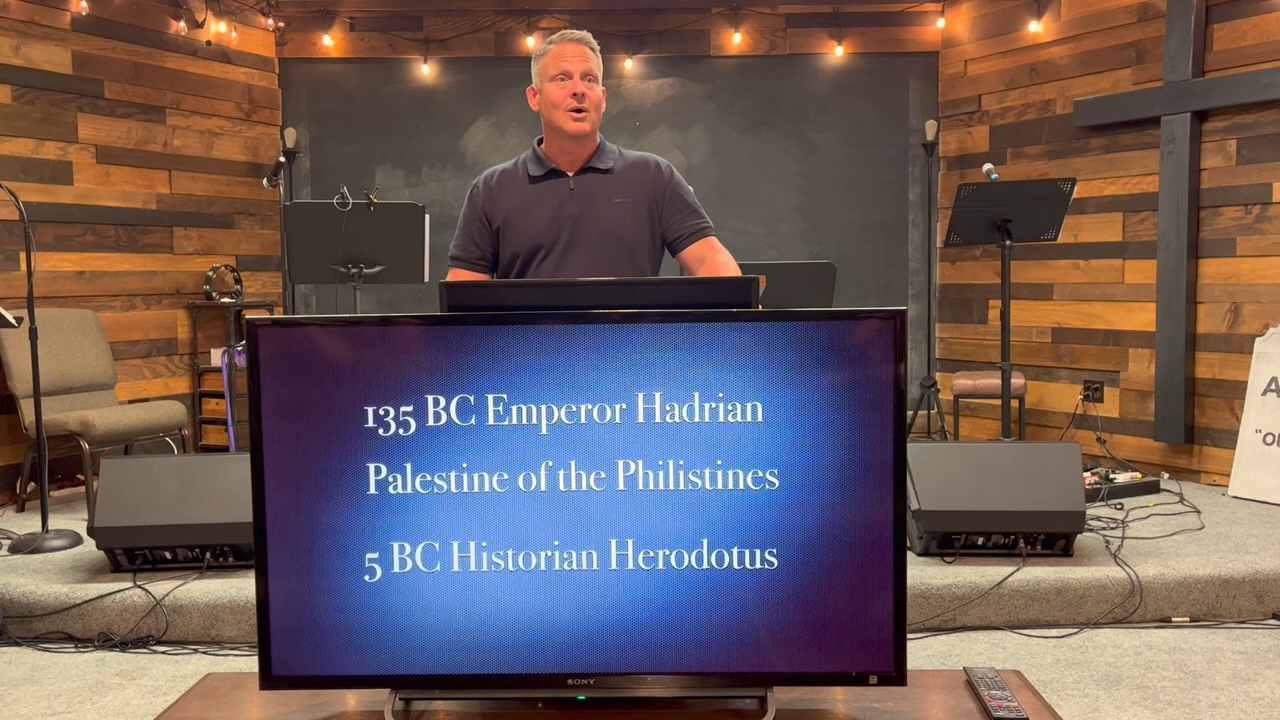 135 BC Emperor Hadrian
Palestine of the Philistines
5 BC Historian Herodotus
SONY